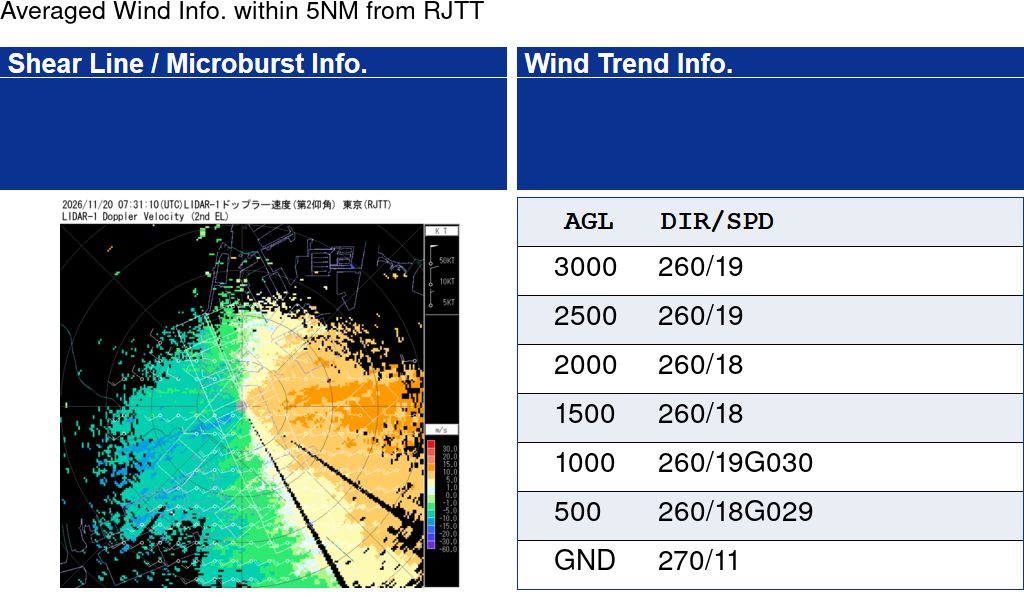 Averaged Wind Info. within 5NM from RJTT
Shear Line / Microburst Info.
Wind Trend Info.
2026/11/20 07:31:10(UTC)LIDAR-1ドップラー速度(第2仰角) 東京(RJTT)
LIDAR-1 Doppler Velocity (2nd EL)
K T
50KT
10KT
5KT
m/s
30.0
20.0
15.0
10.0
5.0
1.0
0.0
-1.0
-5.0
-10.0
-15.0
-20.0
-30.0
-60.0
AGL DIR/SPD
3000 260/19
2500 260/19
2000 260/18
1500 260/18
1000 260/19G030
500 260/18G029
GND 270/11